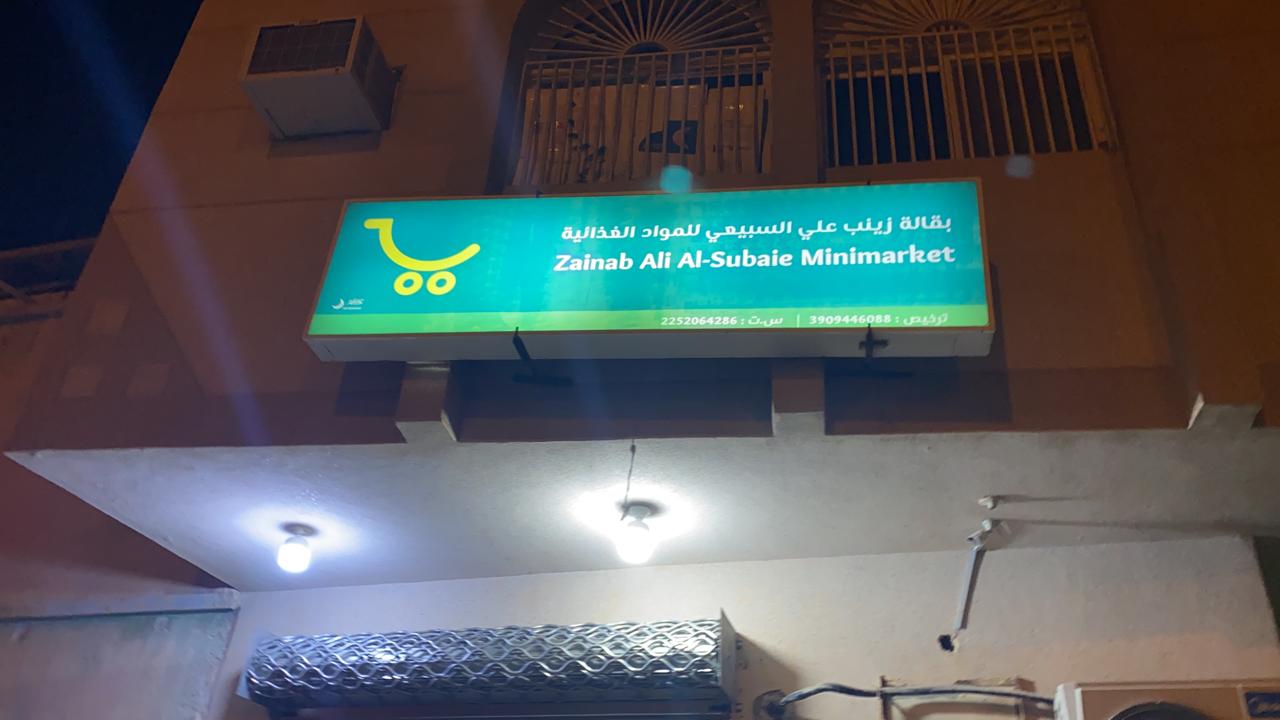 بقالة زينب علي السبيعي للمواد الغذائية
Zainab Ali Al-Subaie Minimarket
ترخيص : 3909446088 | س.ت : 2252064286